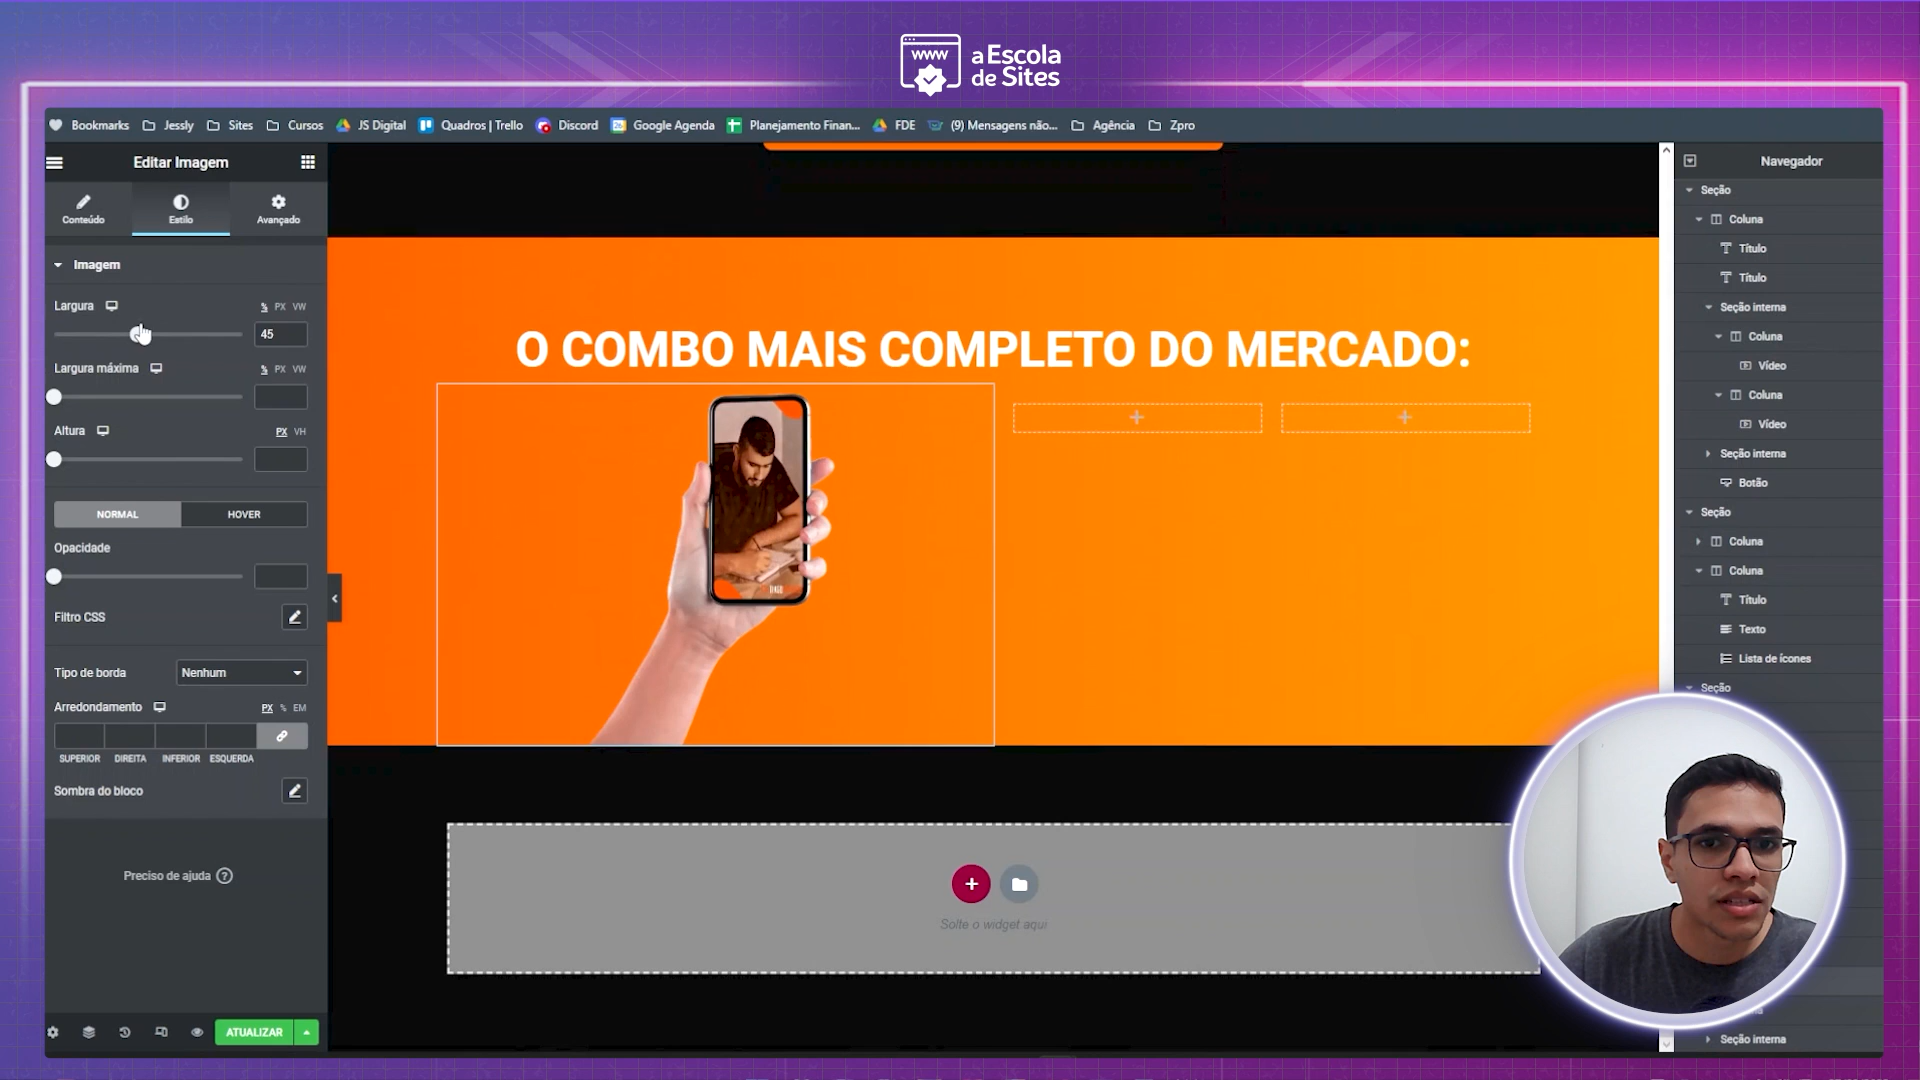 www
a Escola
de Sites
Bookmarks Jessly Sites Cursos JS Digital Quadros | Trello Discord Google Agenda Planejamento Finan... FDE (9) Mensagens não... Agência Zpro
Editar Imagem
Conteúdo Estilo Avançado
Imagem
Largura % PX VW
45
Largura máxima % PX VW
Altura PX VH
NORMAL HOVER
Opacidade
Filtro CSS
Tipo de borda Nenhum
Arredondamento PX % EM
SUPERIOR DIREITA INFERIOR ESQUERDA
Sombra do bloco
Preciso de ajuda ?
ATUALIZAR
O COMBO MAIS COMPLETO DO MERCADO:
Solte o widget aqui
Navegador
Seção
Coluna
Título
Título
Seção interna
Coluna
Vídeo
Coluna
Vídeo
Seção interna
Botão
Seção
Coluna
Coluna
Título
Texto
Lista de ícones
Seção
Seção interna